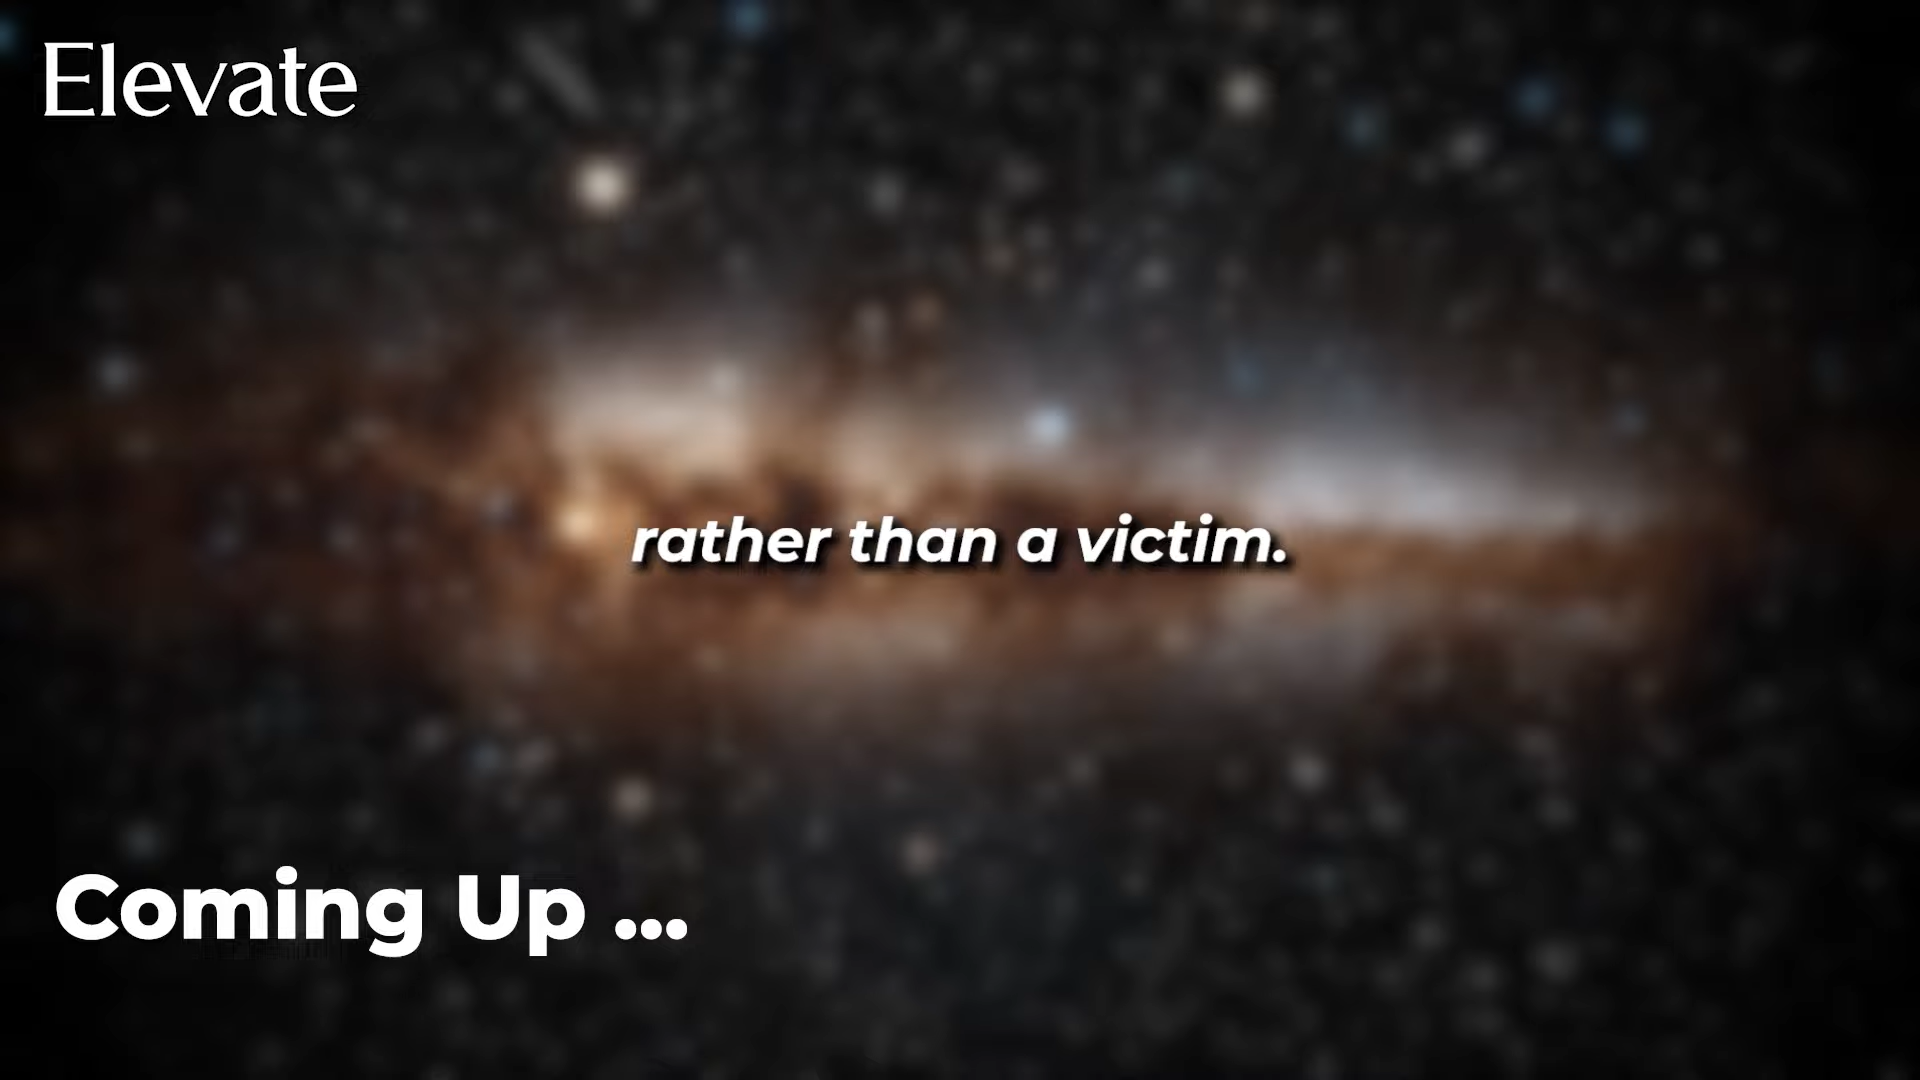 Elevate
rather than a victim.
Coming Up ...